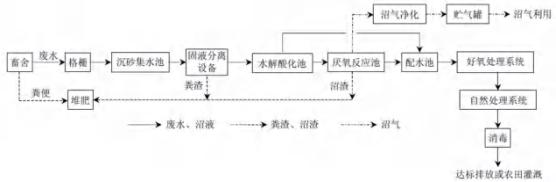 沼气净化 贮气罐 沼气利用
畜舍 废水 格栅 沉砂集水池 固液分离设备 水解酸化池 厌氧反应池 配水池 好氧处理系统
粪便 堆肥 粪渣 沼渣 自然处理系统
消毒
废水、沼液 粪渣、沼渣 沼气
达标排放或农田灌溉